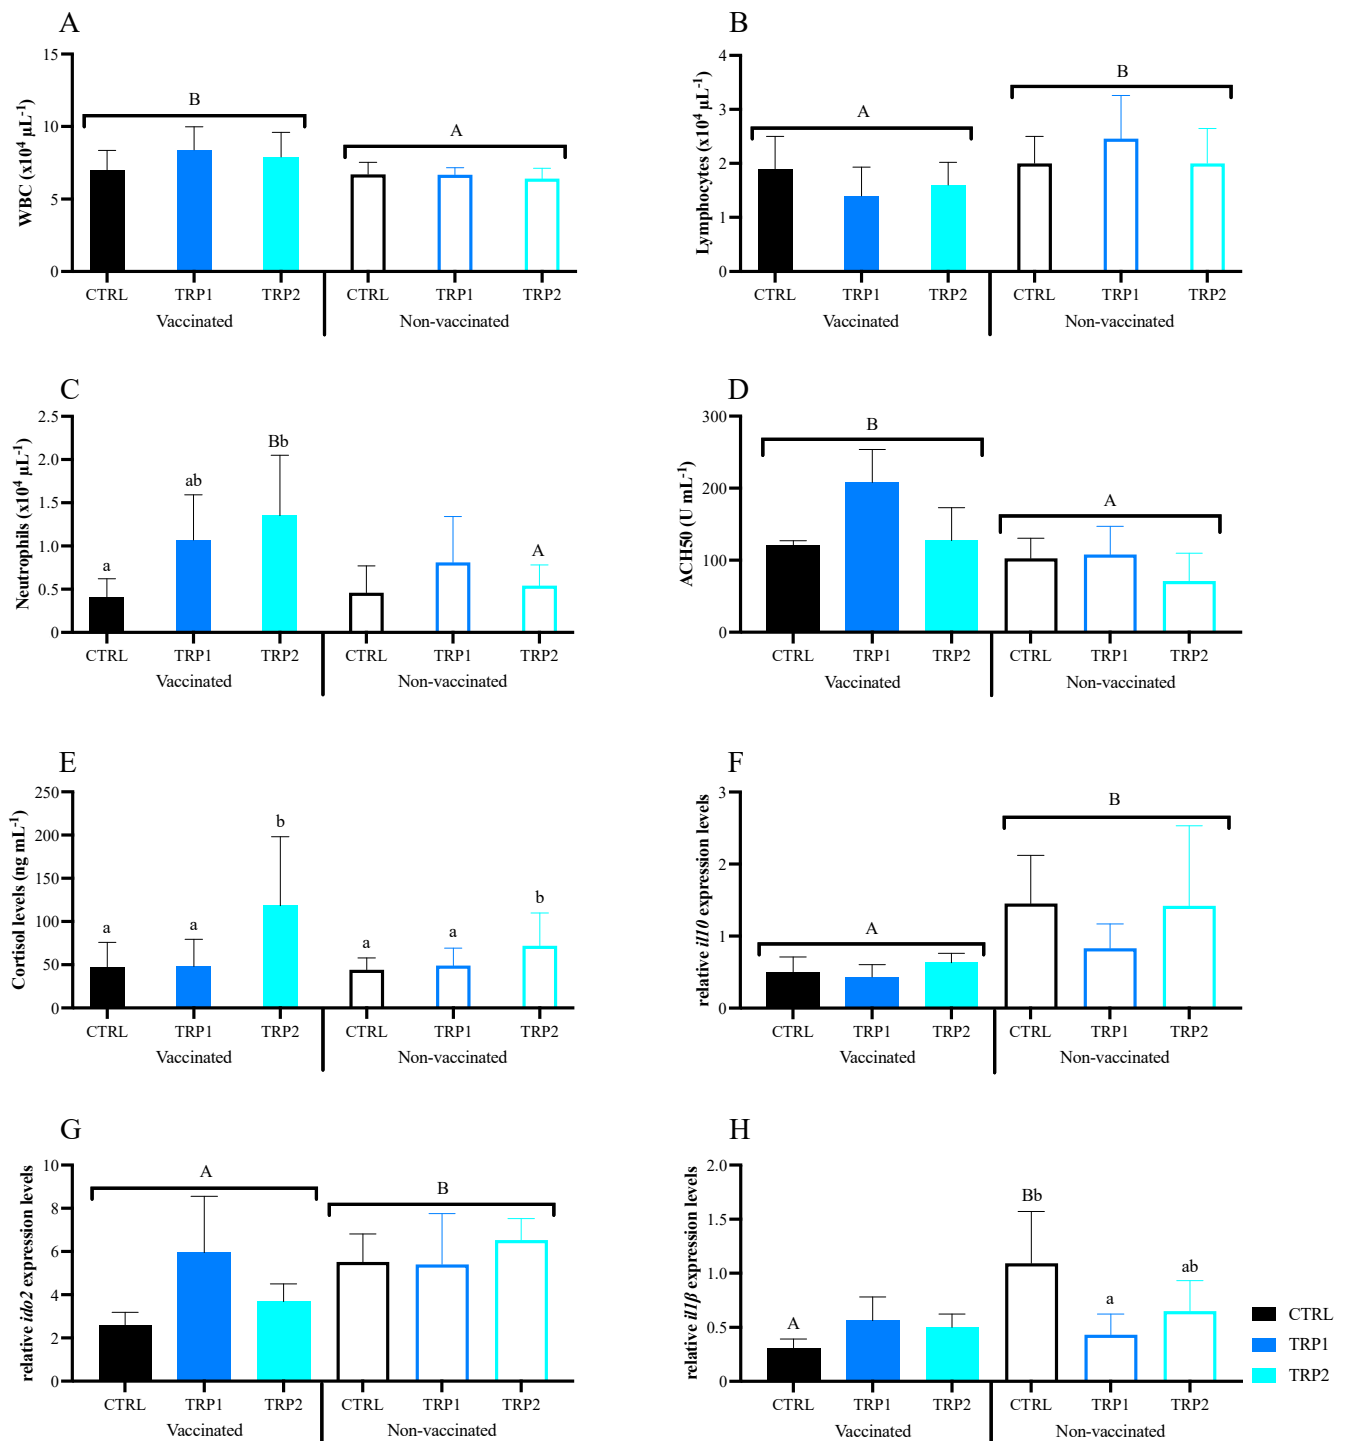 A
WBC (x10⁴ µL⁻¹)
15
10
5
0
B
A
CTRL TRP1 TRP2 CTRL TRP1 TRP2
Vaccinated Non-vaccinated
B
Lymphocytes (x10⁴ µL⁻¹)
4
3
2
1
0
A
B
CTRL TRP1 TRP2 CTRL TRP1 TRP2
Vaccinated Non-vaccinated
C
Neutrophils (x10⁴ µL⁻¹)
2.5
2.0
1.5
1.0
0.5
0
a ab Bb A
CTRL TRP1 TRP2 CTRL TRP1 TRP2
Vaccinated Non-vaccinated
D
ACH50 (U mL⁻¹)
300
200
100
0
B
A
CTRL TRP1 TRP2 CTRL TRP1 TRP2
Vaccinated Non-vaccinated
E
Cortisol levels (ng mL⁻¹)
250
200
150
100
50
0
a a b a a b
CTRL TRP1 TRP2 CTRL TRP1 TRP2
Vaccinated Non-vaccinated
F
relative il10 expression levels
3
2
1
0
A
B
CTRL TRP1 TRP2 CTRL TRP1 TRP2
Vaccinated Non-vaccinated
G
relative ido2 expression levels
10
8
6
4
2
0
A
B
CTRL TRP1 TRP2 CTRL TRP1 TRP2
Vaccinated Non-vaccinated
H
relative il1β expression levels
2.0
1.5
1.0
0.5
0
A Bb a ab
CTRL TRP1 TRP2 CTRL TRP1 TRP2
Vaccinated Non-vaccinated
CTRL
TRP1
TRP2